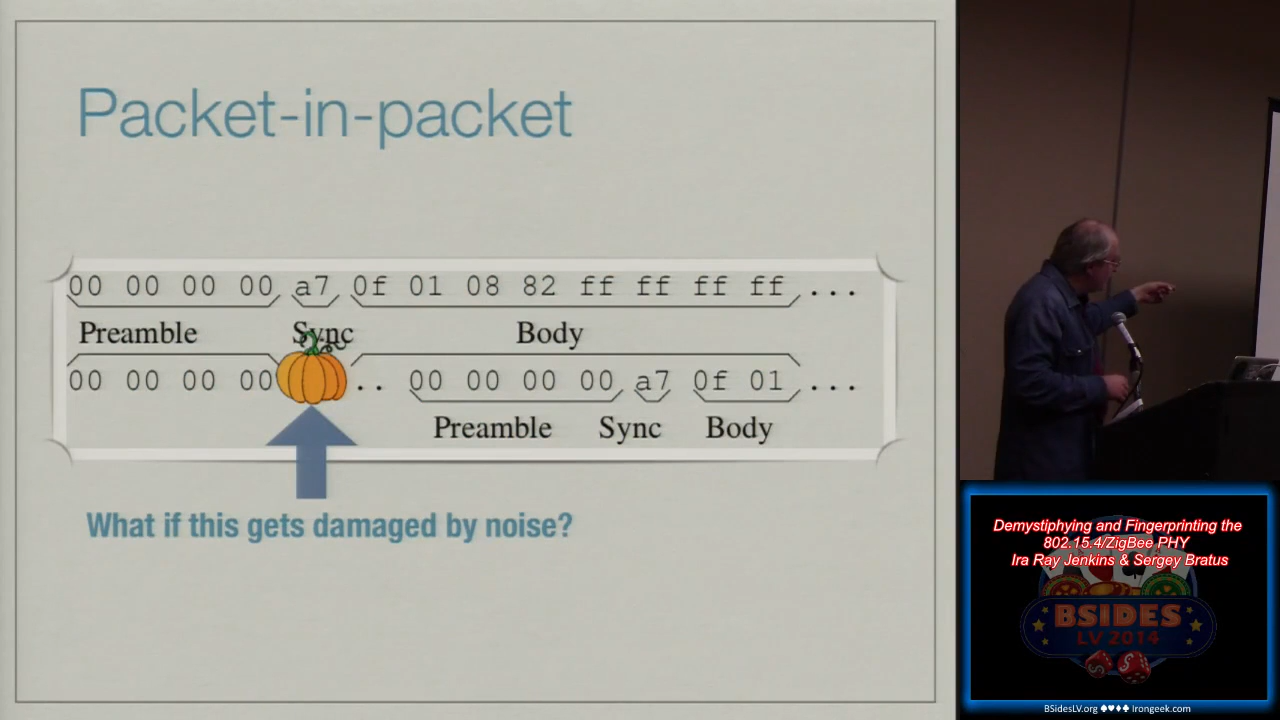 Packet-in-packet
00 00 00 00 a7 0f 01 08 82 ff ff ff ff ...
Preamble Sync Body
00 00 00 00 .. 00 00 00 00 a7 0f 01 ...
Preamble Sync Body
What if this gets damaged by noise?
Demystiphying and Fingerprinting the
802.15.4/ZigBee PHY
Ira Ray Jenkins & Sergey Bratus
BSIDES
LV 2014
BSidesLV.org ♠♥♦♣ Irongeek.com